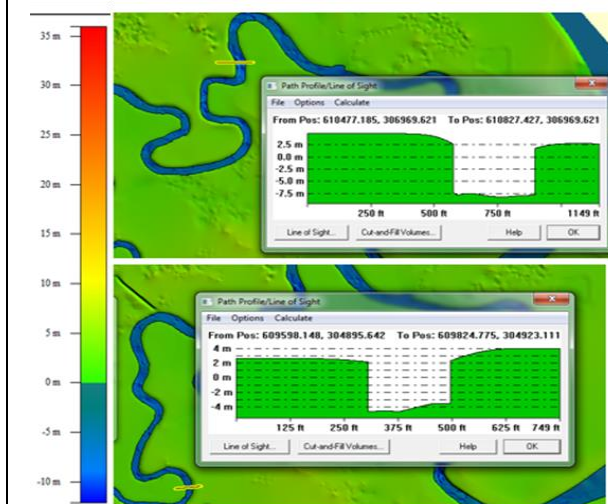 35 m
30 m
25 m
20 m
15 m
10 m
5 m
0 m
-5 m
-10 m
Path Profile/Line of Sight
File Options Calculate
From Pos: 610477.185, 306969.621 To Pos: 610827.427, 306969.621
2.5 m
0.0 m
-2.5 m
-5.0 m
-7.5 m
250 ft 500 ft 750 ft 1149 ft
Line of Sight... Cut-and-Fill Volumes... Help OK
Path Profile/Line of Sight
File Options Calculate
From Pos: 609598.148, 304895.642 To Pos: 609824.775, 304923.111
4 m
2 m
0 m
-2 m
-4 m
125 ft 250 ft 375 ft 500 ft 625 ft 749 ft
Line of Sight... Cut-and-Fill Volumes... Help OK